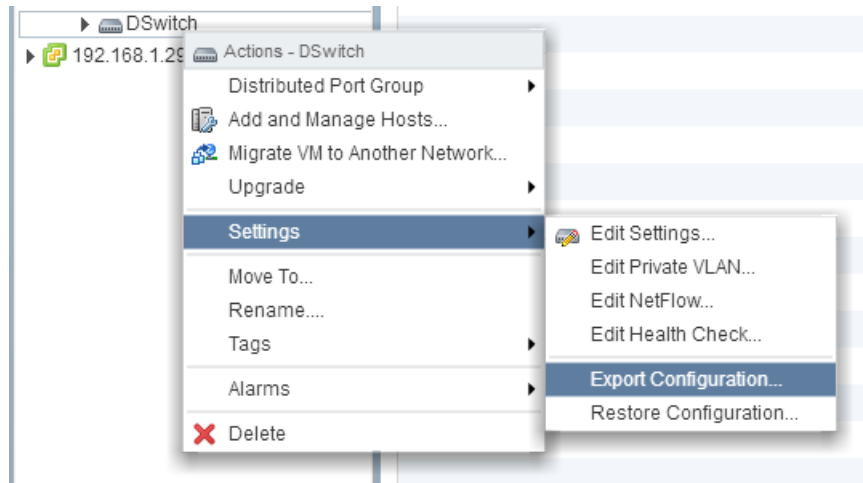 DSwitch
192.168.1.29
Actions - DSwitch
Distributed Port Group
Add and Manage Hosts...
Migrate VM to Another Network...
Upgrade
Settings
Move To...
Rename....
Tags
Alarms
Delete
Edit Settings...
Edit Private VLAN...
Edit NetFlow...
Edit Health Check...
Export Configuration...
Restore Configuration...